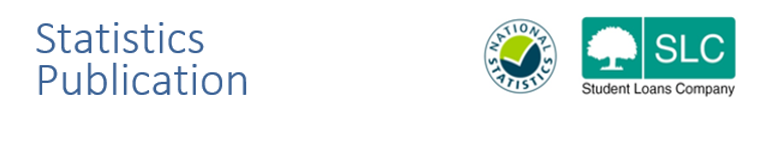 Statistics
Publication
NATIONAL
STATISTICS
SLC
Student Loans Company